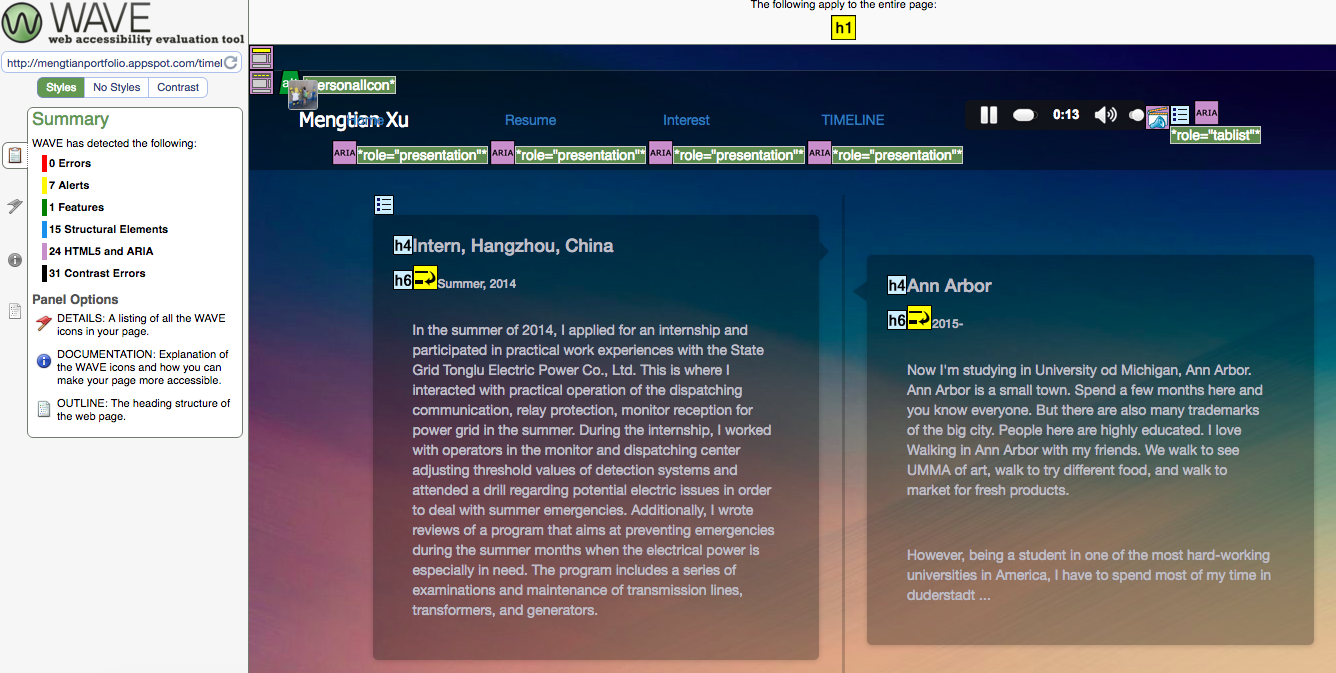 WAVE
web accessibility evaluation tool
http://mengtianportfolio.appspot.com/timel
Styles No Styles Contrast
Summary
WAVE has detected the following:
0 Errors
7 Alerts
1 Features
15 Structural Elements
24 HTML5 and ARIA
31 Contrast Errors
Panel Options
DETAILS: A listing of all the WAVE
icons in your page.
DOCUMENTATION: Explanation of
the WAVE icons and how you can
make your page more accessible.
OUTLINE: The heading structure of
the web page.
The following apply to the entire page:
h1
Mengtian Xu
Home Resume Interest TIMELINE
0:13
ARIA
*role="tablist"*
ARIA *role="presentation"* ARIA *role="presentation"* ARIA *role="presentation"* ARIA *role="presentation"*
h4 Intern, Hangzhou, China
h6 Summer, 2014
In the summer of 2014, I applied for an internship and
participated in practical work experiences with the State
Grid Tonglu Electric Power Co., Ltd. This is where I
interacted with practical operation of the dispatching
communication, relay protection, monitor reception for
power grid in the summer. During the internship, I worked
with operators in the monitor and dispatching center
adjusting threshold values of detection systems and
attended a drill regarding potential electric issues in order
to deal with summer emergencies. Additionally, I wrote
reviews of a program that aims at preventing emergencies
during the summer months when the electrical power is
especially in need. The program includes a series of
examinations and maintenance of transmission lines,
transformers, and generators.
h4 Ann Arbor
h6 2015-
Now I'm studying in University od Michigan, Ann Arbor.
Ann Arbor is a small town. Spend a few months here and
you know everyone. But there are also many trademarks
of the big city. People here are highly educated. I love
Walking in Ann Arbor with my friends. We walk to see
UMMA of art, walk to try different food, and walk to
market for fresh products.
However, being a student in one of the most hard-working
universities in America, I have to spend most of my time in
duderstadt ...